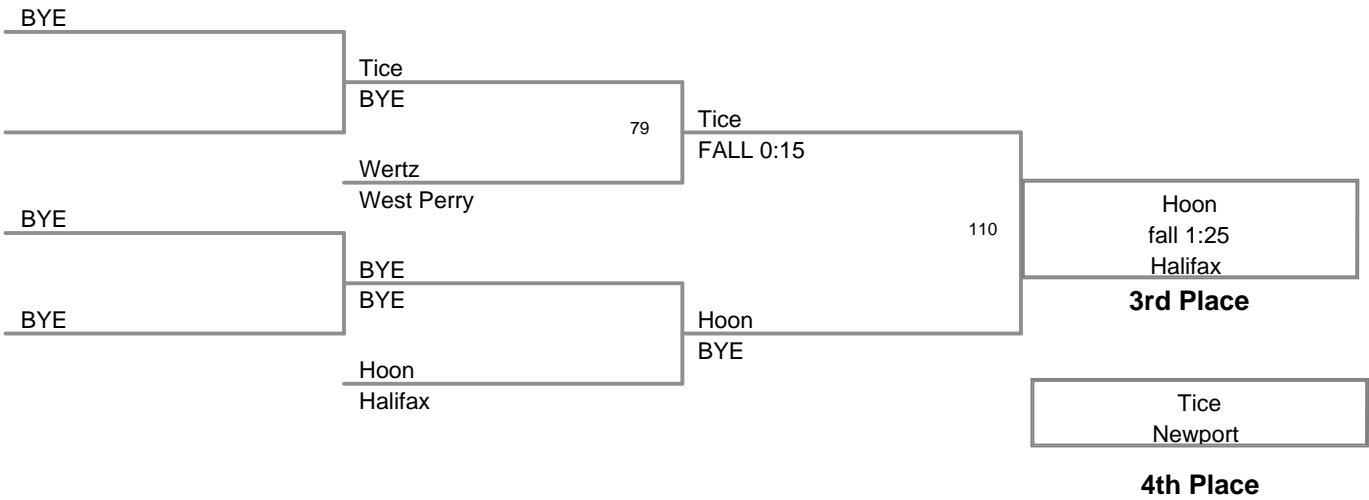 BYE
Tice
BYE
79
Tice
FALL 0:15
Wertz
West Perry
BYE
110
Hoon
fall 1:25
Halifax
3rd Place
BYE
BYE
BYE
Hoon
BYE
Hoon
Halifax
Tice
Newport
4th Place